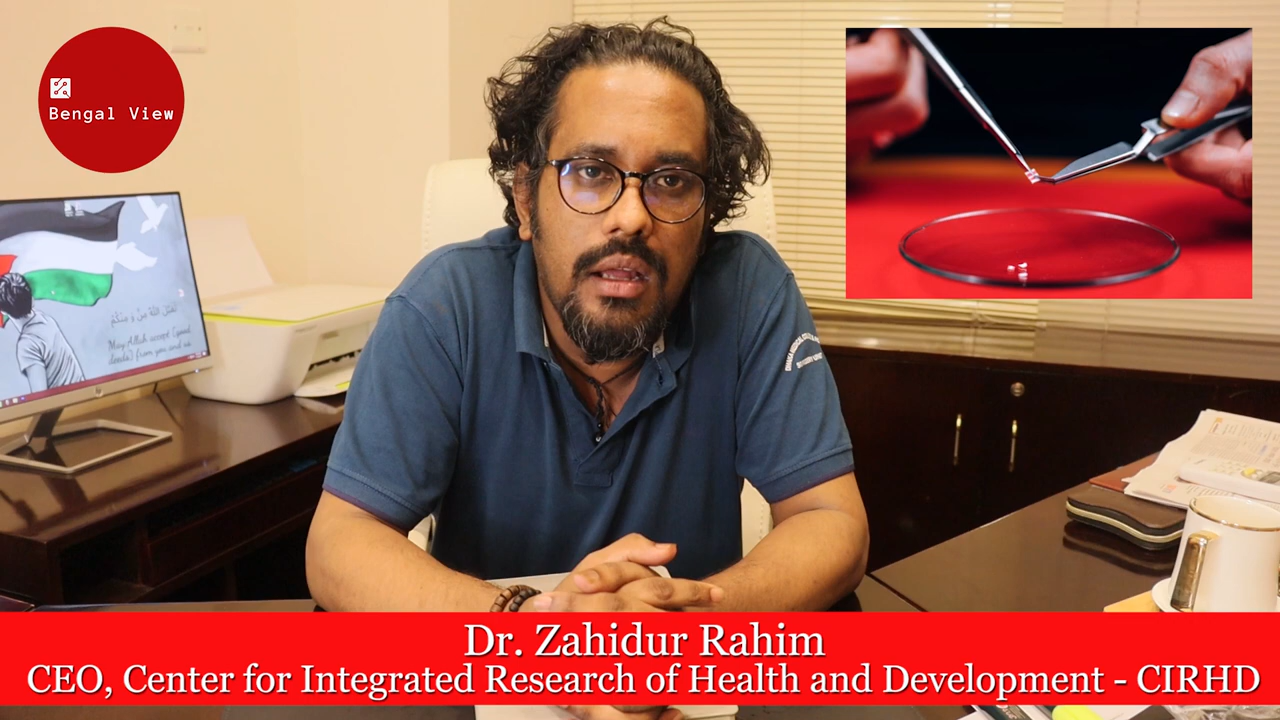 Bengal View
تَقَبَّلَ اللَّهُ مِنَّا وَ مِنْكُمْ
May Allah accept (good
deeds) from you and us
Dr. Zahidur Rahim
CEO, Center for Integrated Research of Health and Development - CIRHD